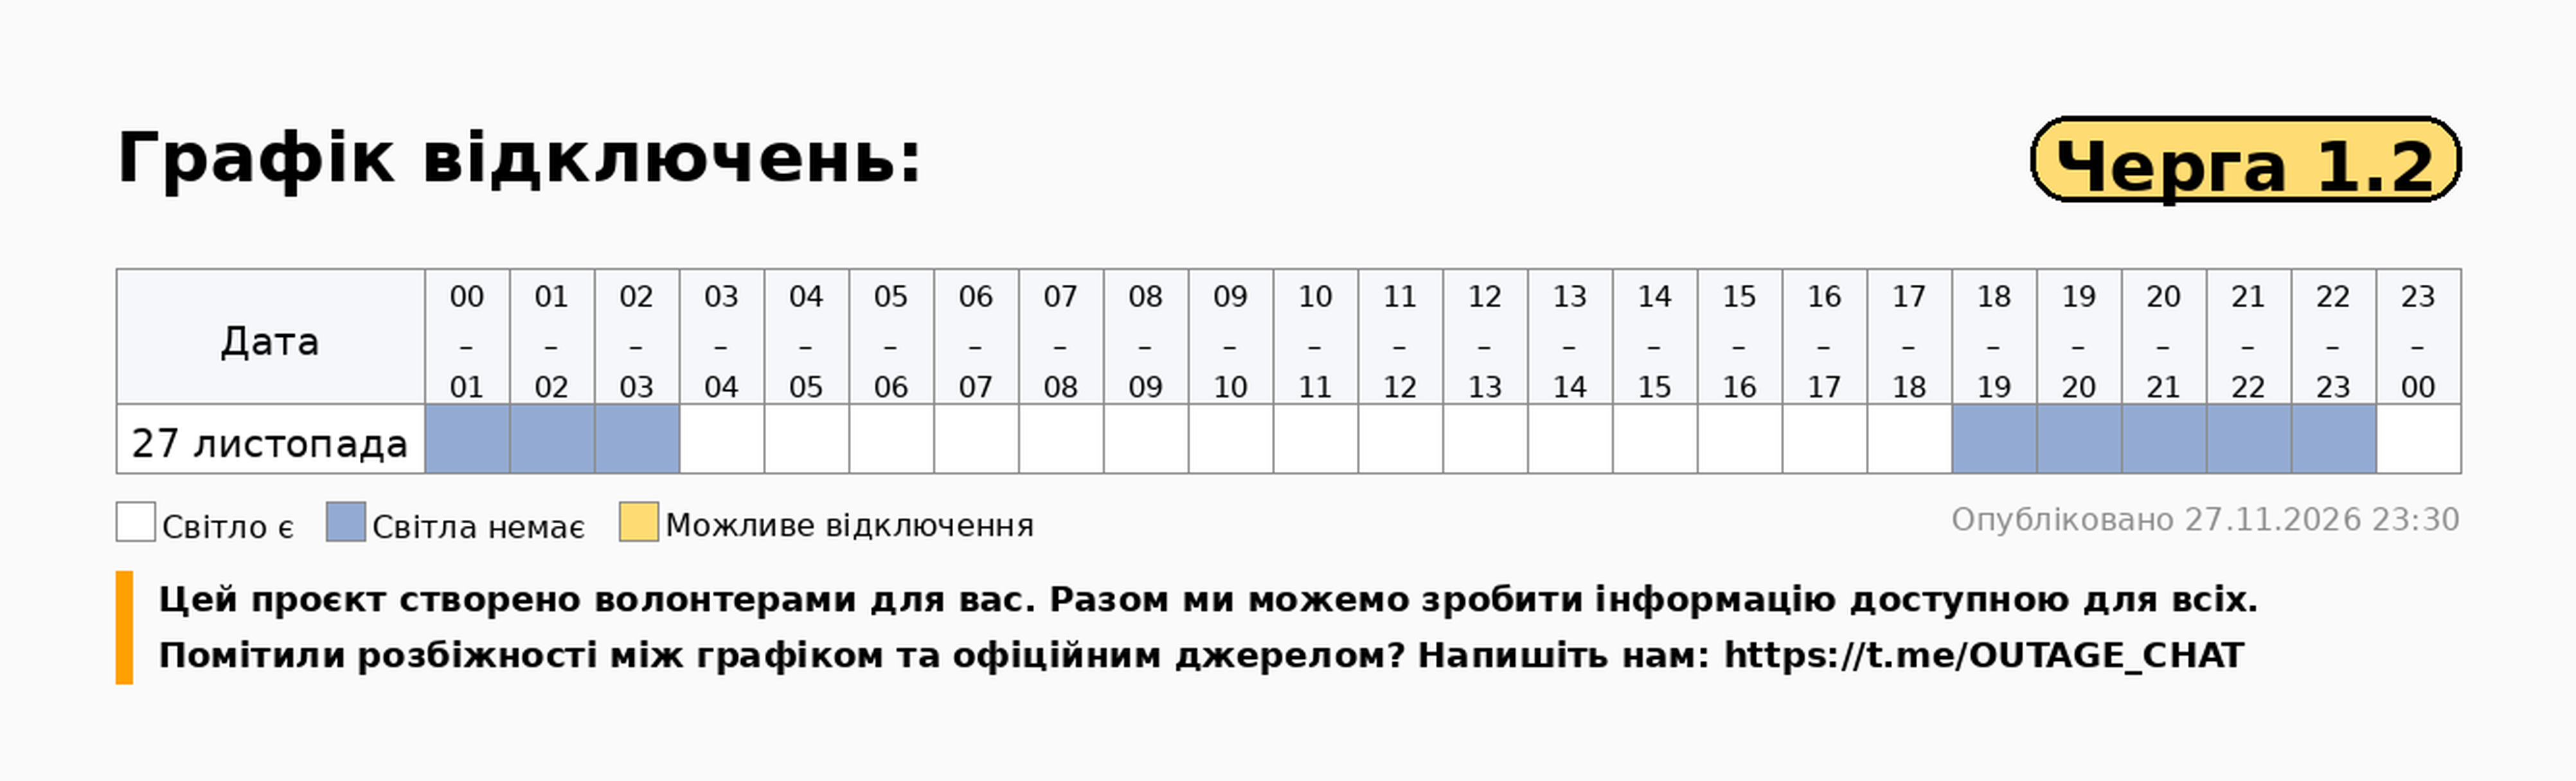 Графік відключень:
Черга 1.2
Дата 00 – 01 01 – 02 02 – 03 03 – 04 04 – 05 05 – 06 06 – 07 07 – 08 08 – 09 09 – 10 10 – 11 11 – 12 12 – 13 13 – 14 14 – 15 15 – 16 16 – 17 17 – 18 18 – 19 19 – 20 20 – 21 21 – 22 22 – 23 23 – 00
27 листопада
Світло є Світла немає Можливе відключення
Опубліковано 27.11.2026 23:30
Цей проєкт створено волонтерами для вас. Разом ми можемо зробити інформацію доступною для всіх.
Помітили розбіжності між графіком та офіційним джерелом? Напишіть нам: https://t.me/OUTAGE_CHAT